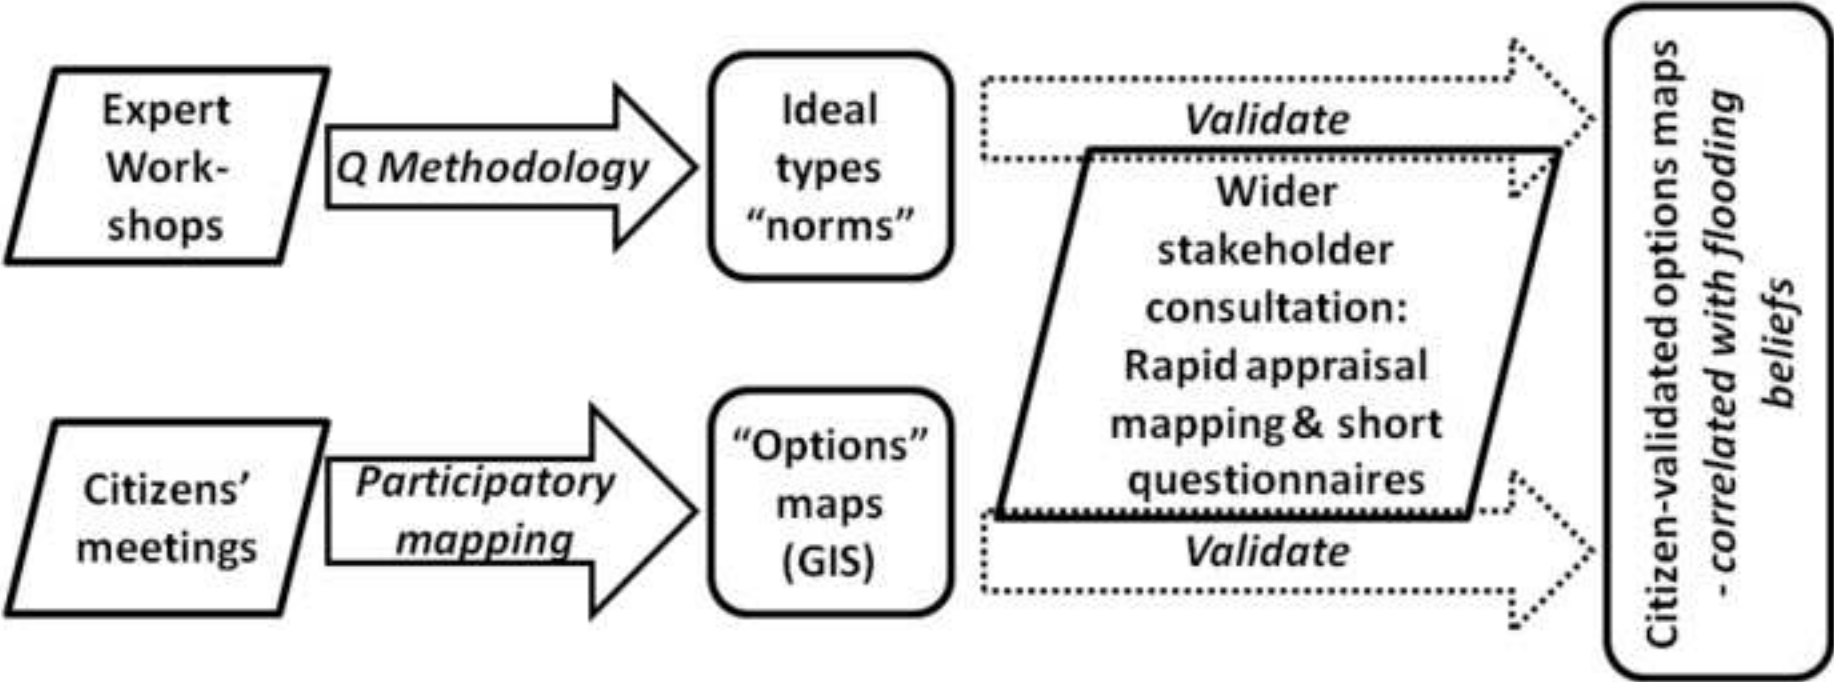 Expert
Work-
shops
Q Methodology
Ideal
types
“norms”
Validate
Wider
stakeholder
consultation:
Rapid appraisal
mapping & short
questionnaires
Validate
Citizens’
meetings
Participatory
mapping
“Options”
maps
(GIS)
Citizen-validated options maps
- correlated with flooding
beliefs